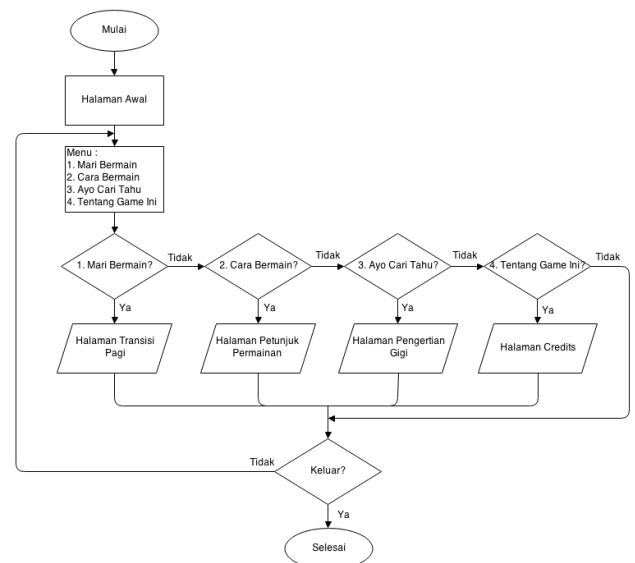 Mulai
Halaman Awal
Menu :
1. Mari Bermain
2. Cara Bermain
3. Ayo Cari Tahu
4. Tentang Game Ini
1. Mari Bermain?
Tidak
2. Cara Bermain?
Tidak
3. Ayo Cari Tahu?
Tidak
4. Tentang Game Ini?
Tidak
Ya
Ya
Ya
Ya
Halaman Transisi
Pagi
Halaman Petunjuk
Permainan
Halaman Pengertian
Gigi
Halaman Credits
Tidak
Keluar?
Ya
Selesai